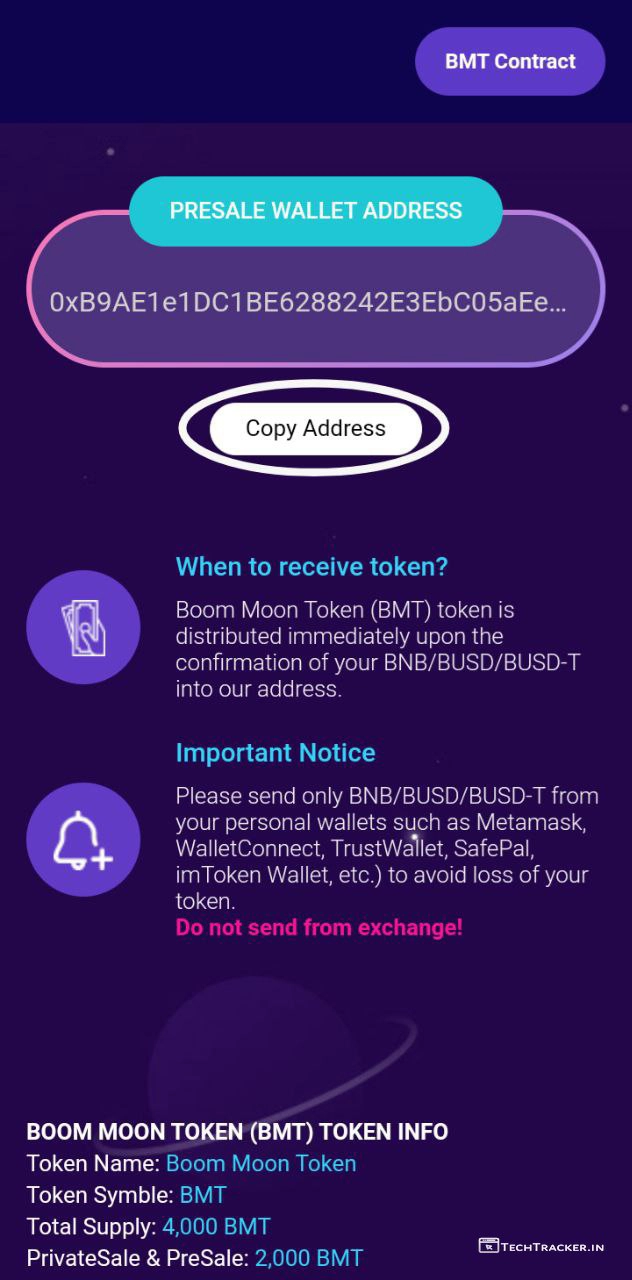 BMT Contract
PRESALE WALLET ADDRESS
0xB9AE1e1DC1BE6288242E3EbC05aEe...
Copy Address
When to receive token?
Boom Moon Token (BMT) token is
distributed immediately upon the
confirmation of your BNB/BUSD/BUSD-T
into our address.
Important Notice
Please send only BNB/BUSD/BUSD-T from
your personal wallets such as Metamask,
WalletConnect, TrustWallet, SafePal,
imToken Wallet, etc.) to avoid loss of your
token.
Do not send from exchange!
BOOM MOON TOKEN (BMT) TOKEN INFO
Token Name: Boom Moon Token
Token Symble: BMT
Total Supply: 4,000 BMT
PrivateSale & PreSale: 2,000 BMT
TECHTRACKER.IN